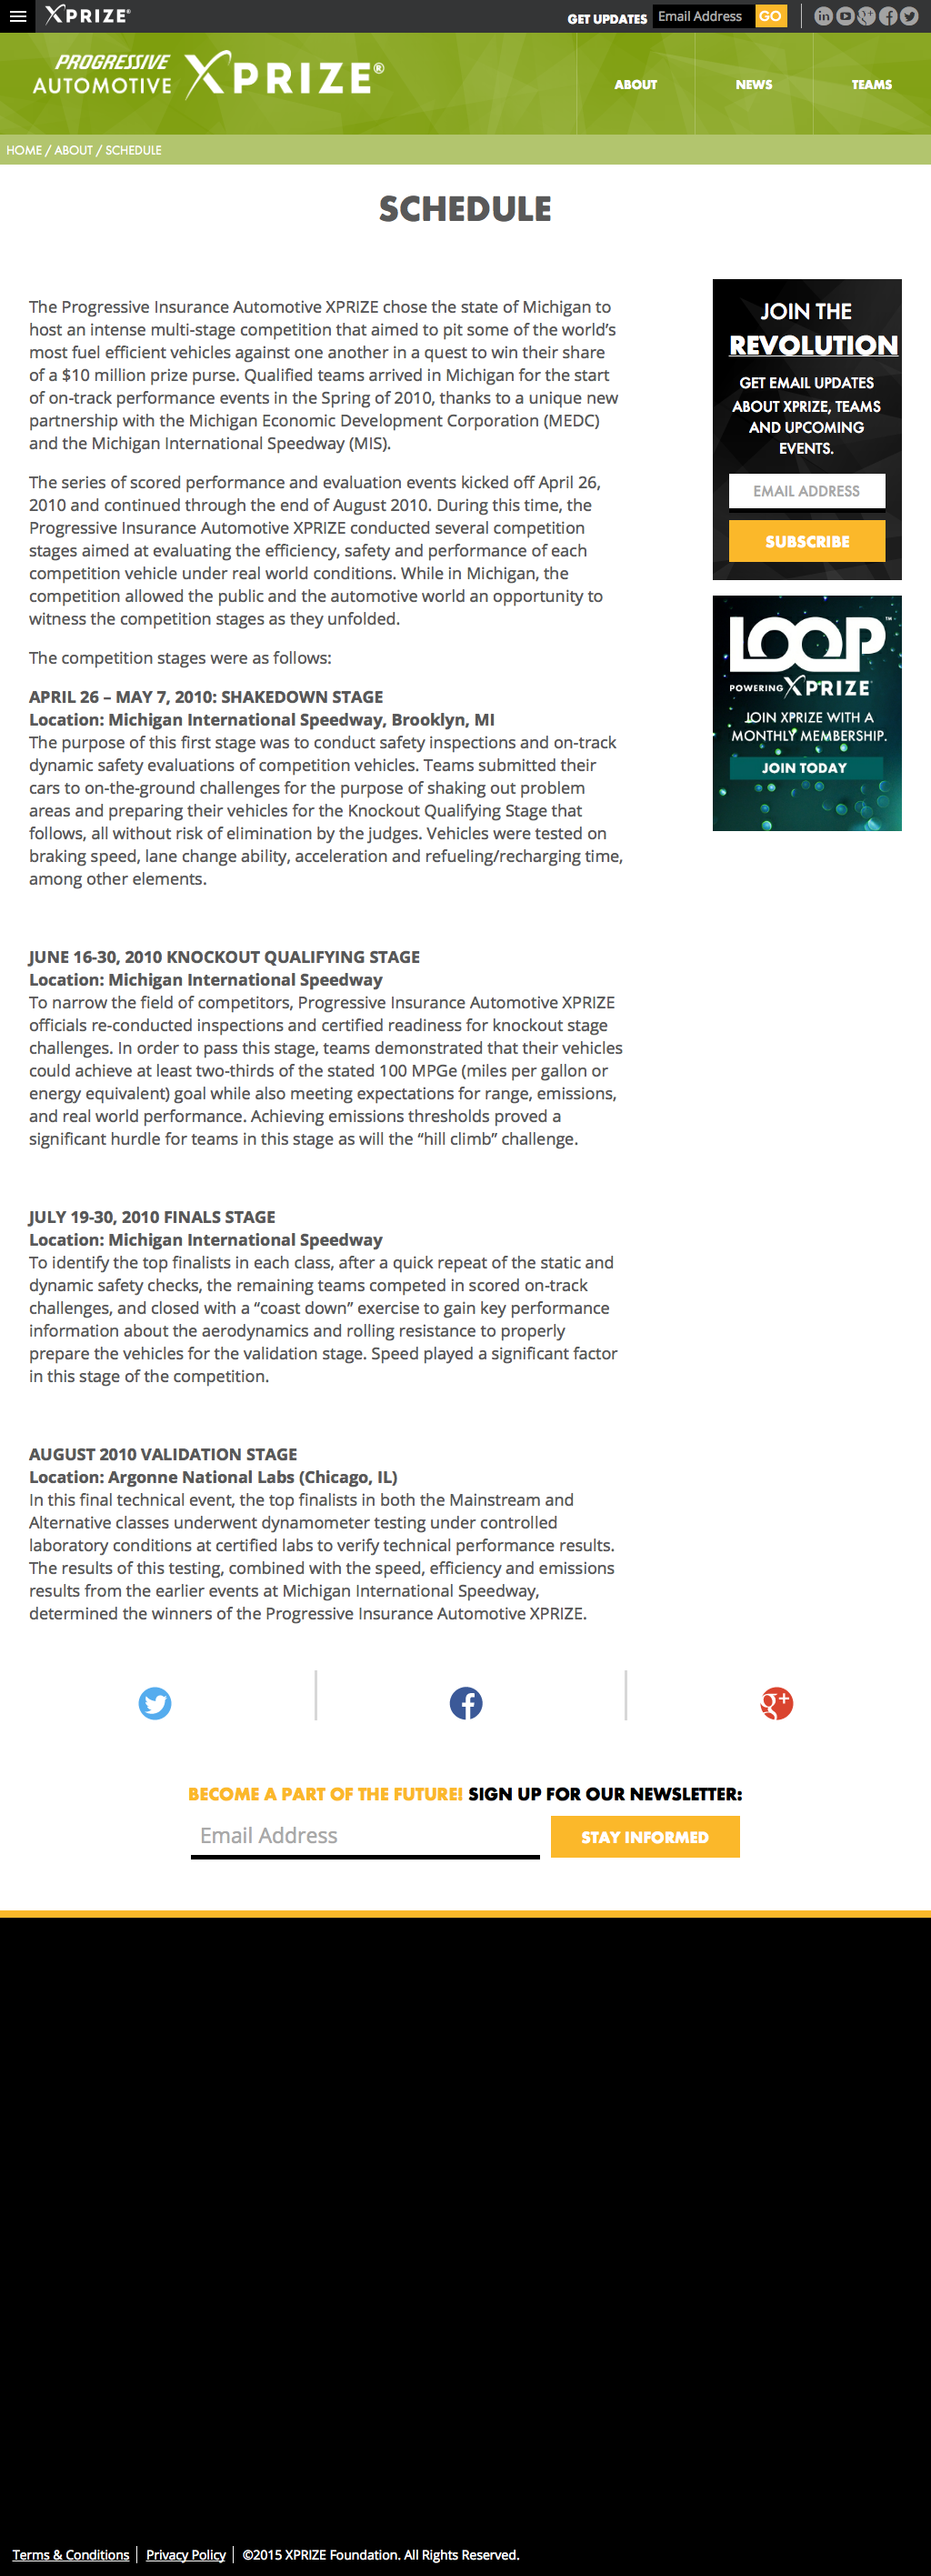 XPRIZE®
GET UPDATES
Email Address
GO
PROGRESSIVE
AUTOMOTIVE
XPRIZE®
ABOUT
NEWS
TEAMS
HOME / ABOUT / SCHEDULE
SCHEDULE
The Progressive Insurance Automotive XPRIZE chose the state of Michigan to
host an intense multi-stage competition that aimed to pit some of the world’s
most fuel efficient vehicles against one another in a quest to win their share
of a $10 million prize purse. Qualified teams arrived in Michigan for the start
of on-track performance events in the Spring of 2010, thanks to a unique new
partnership with the Michigan Economic Development Corporation (MEDC)
and the Michigan International Speedway (MIS).
The series of scored performance and evaluation events kicked off April 26,
2010 and continued through the end of August 2010. During this time, the
Progressive Insurance Automotive XPRIZE conducted several competition
stages aimed at evaluating the efficiency, safety and performance of each
competition vehicle under real world conditions. While in Michigan, the
competition allowed the public and the automotive world an opportunity to
witness the competition stages as they unfolded.
The competition stages were as follows:
APRIL 26 – MAY 7, 2010: SHAKEDOWN STAGE
Location: Michigan International Speedway, Brooklyn, MI
The purpose of this first stage was to conduct safety inspections and on-track
dynamic safety evaluations of competition vehicles. Teams submitted their
cars to on-the-ground challenges for the purpose of shaking out problem
areas and preparing their vehicles for the Knockout Qualifying Stage that
follows, all without risk of elimination by the judges. Vehicles were tested on
braking speed, lane change ability, acceleration and refueling/recharging time,
among other elements.
JUNE 16-30, 2010 KNOCKOUT QUALIFYING STAGE
Location: Michigan International Speedway
To narrow the field of competitors, Progressive Insurance Automotive XPRIZE
officials re-conducted inspections and certified readiness for knockout stage
challenges. In order to pass this stage, teams demonstrated that their vehicles
could achieve at least two-thirds of the stated 100 MPGe (miles per gallon or
energy equivalent) goal while also meeting expectations for range, emissions,
and real world performance. Achieving emissions thresholds proved a
significant hurdle for teams in this stage as will the “hill climb” challenge.
JULY 19-30, 2010 FINALS STAGE
Location: Michigan International Speedway
To identify the top finalists in each class, after a quick repeat of the static and
dynamic safety checks, the remaining teams competed in scored on-track
challenges, and closed with a “coast down” exercise to gain key performance
information about the aerodynamics and rolling resistance to properly
prepare the vehicles for the validation stage. Speed played a significant factor
in this stage of the competition.
AUGUST 2010 VALIDATION STAGE
Location: Argonne National Labs (Chicago, IL)
In this final technical event, the top finalists in both the Mainstream and
Alternative classes underwent dynamometer testing under controlled
laboratory conditions at certified labs to verify technical performance results.
The results of this testing, combined with the speed, efficiency and emissions
results from the earlier events at Michigan International Speedway,
determined the winners of the Progressive Insurance Automotive XPRIZE.
JOIN THE
REVOLUTION
GET EMAIL UPDATES
ABOUT XPRIZE, TEAMS
AND UPCOMING
EVENTS.
EMAIL ADDRESS
SUBSCRIBE
LOOP™
POWERING XPRIZE
JOIN XPRIZE WITH A
MONTHLY MEMBERSHIP.
JOIN TODAY
BECOME A PART OF THE FUTURE! SIGN UP FOR OUR NEWSLETTER:
Email Address
STAY INFORMED
Terms & Conditions
Privacy Policy
©2015 XPRIZE Foundation. All Rights Reserved.